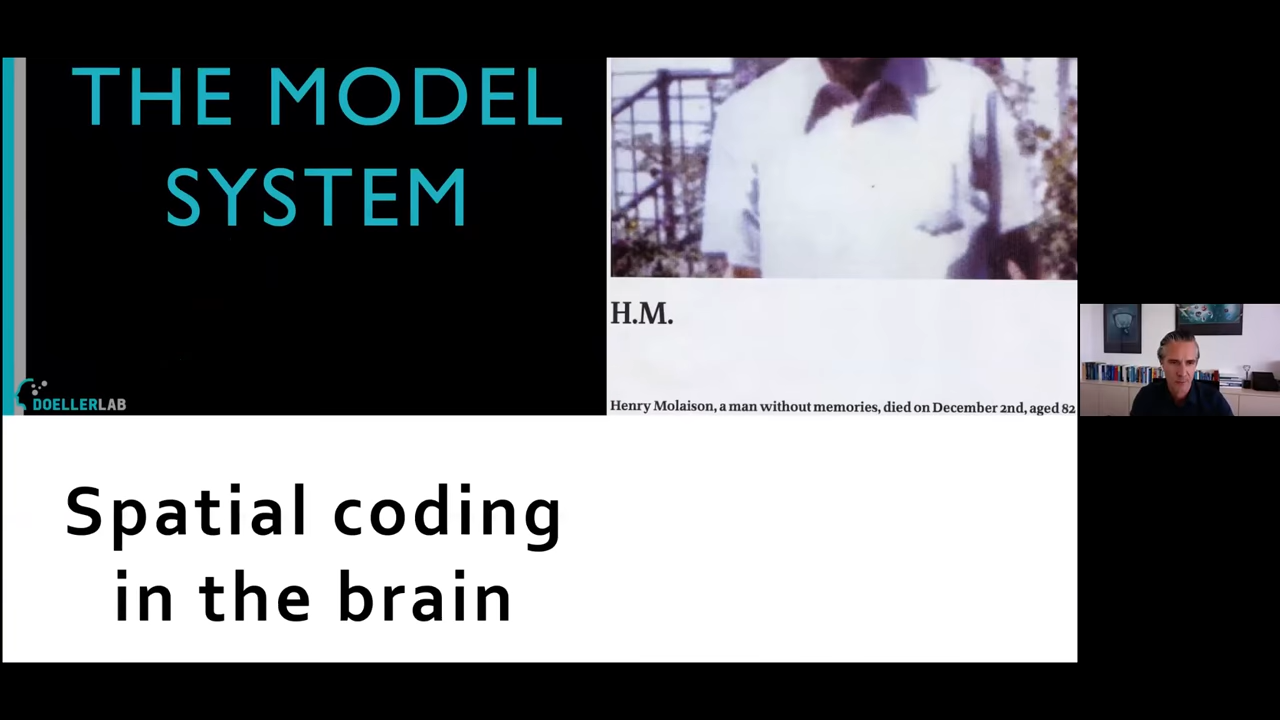 THE MODEL
SYSTEM
DOELLERLAB
H.M.
Henry Molaison, a man without memories, died on December 2nd, aged 82
Spatial coding
in the brain